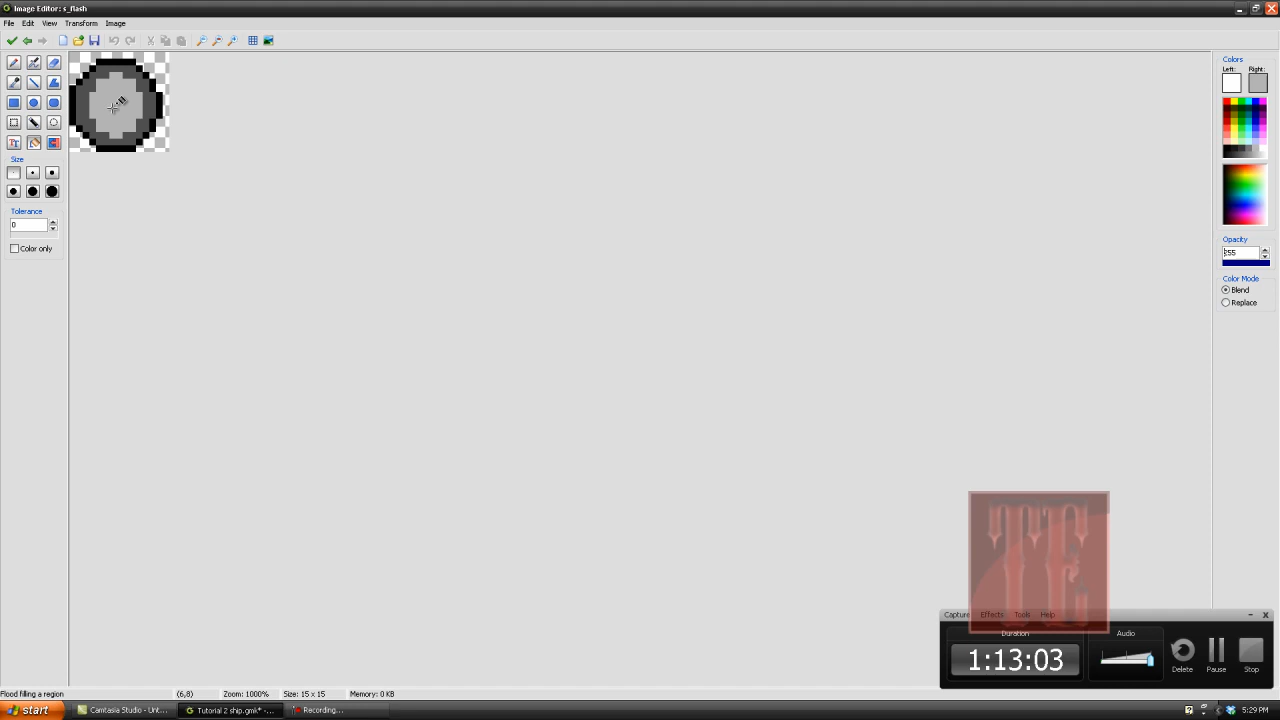 Image Editor: s_flash
File Edit View Transform Image
Size
Tolerance
0
Color only
Colors
Left: Right:
Opacity
255
Color Mode
Blend
Replace
TTE
Capture Effects Tools Help
Duration Audio
1:13:03
Delete Pause Stop
Flood filling a region (6,8) Zoom: 1000% Size: 15 x 15 Memory: 0 KB
start Camtasia Studio - Unt... Tutorial 2 ship.gmk* -... Recording... 5:29 PM